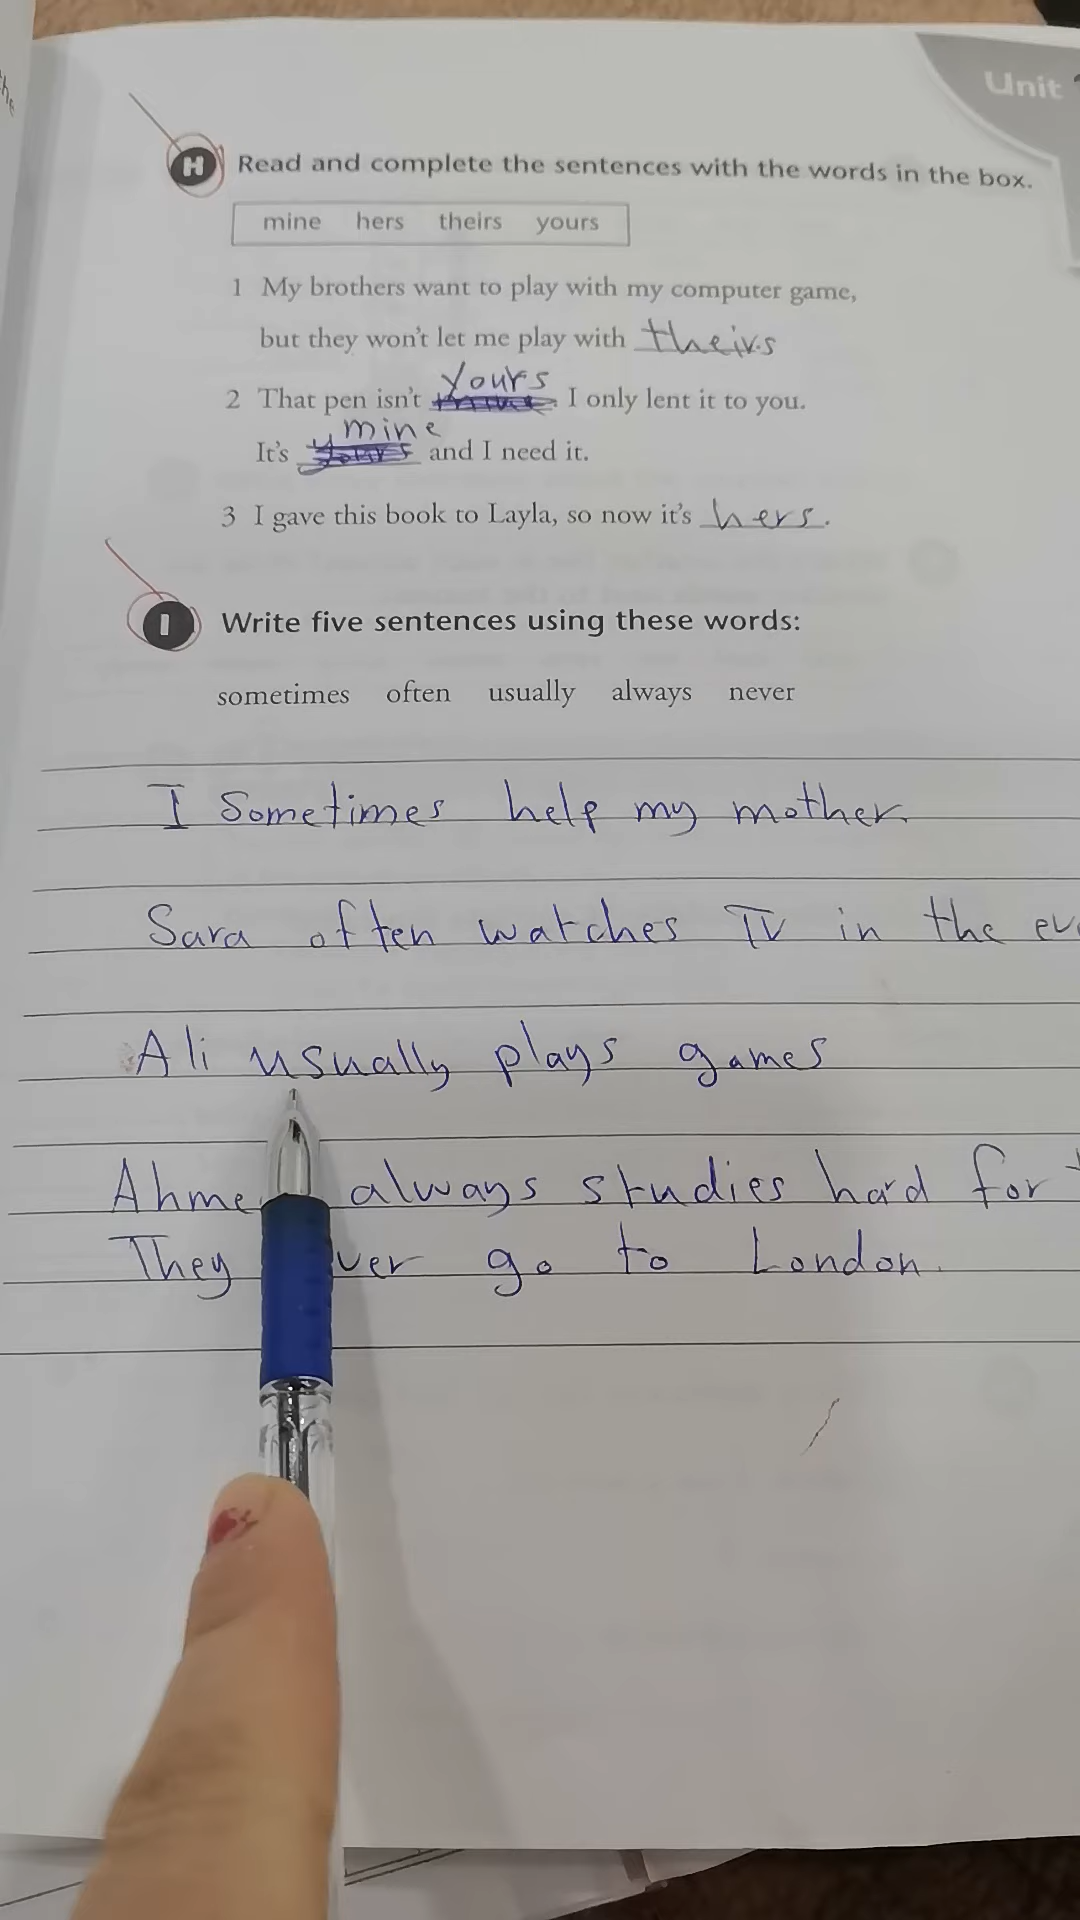 Unit
H Read and complete the sentences with the words in the box.
mine hers theirs yours
1 My brothers want to play with my computer game,
but they won't let me play with theirs
2 That pen isn't yours I only lent it to you.
It's mine and I need it.
3 I gave this book to Layla, so now it's hers.
I Write five sentences using these words:
sometimes often usually always never
I Sometimes help my mother.
Sara often watches TV in the
Ali usually plays games
always studies hard for
They go to London.